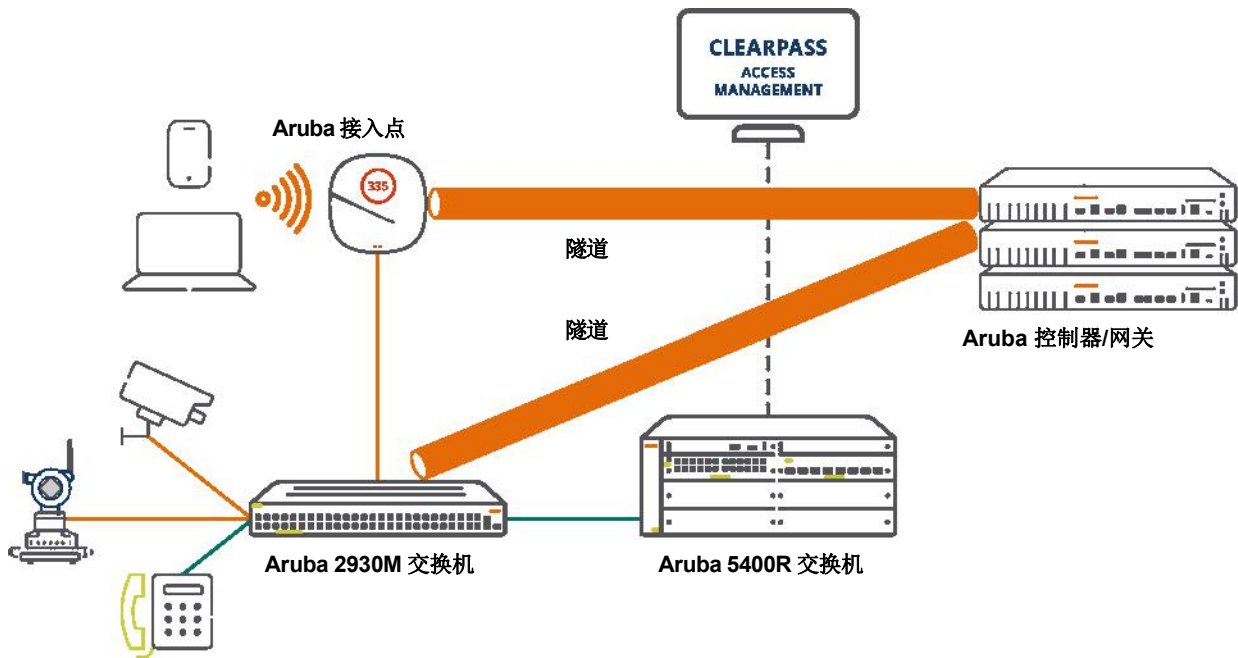 CLEARPASS
ACCESS
MANAGEMENT
Aruba 接入点
335
隧道
隧道
Aruba 控制器/网关
Aruba 2930M 交换机
Aruba 5400R 交换机